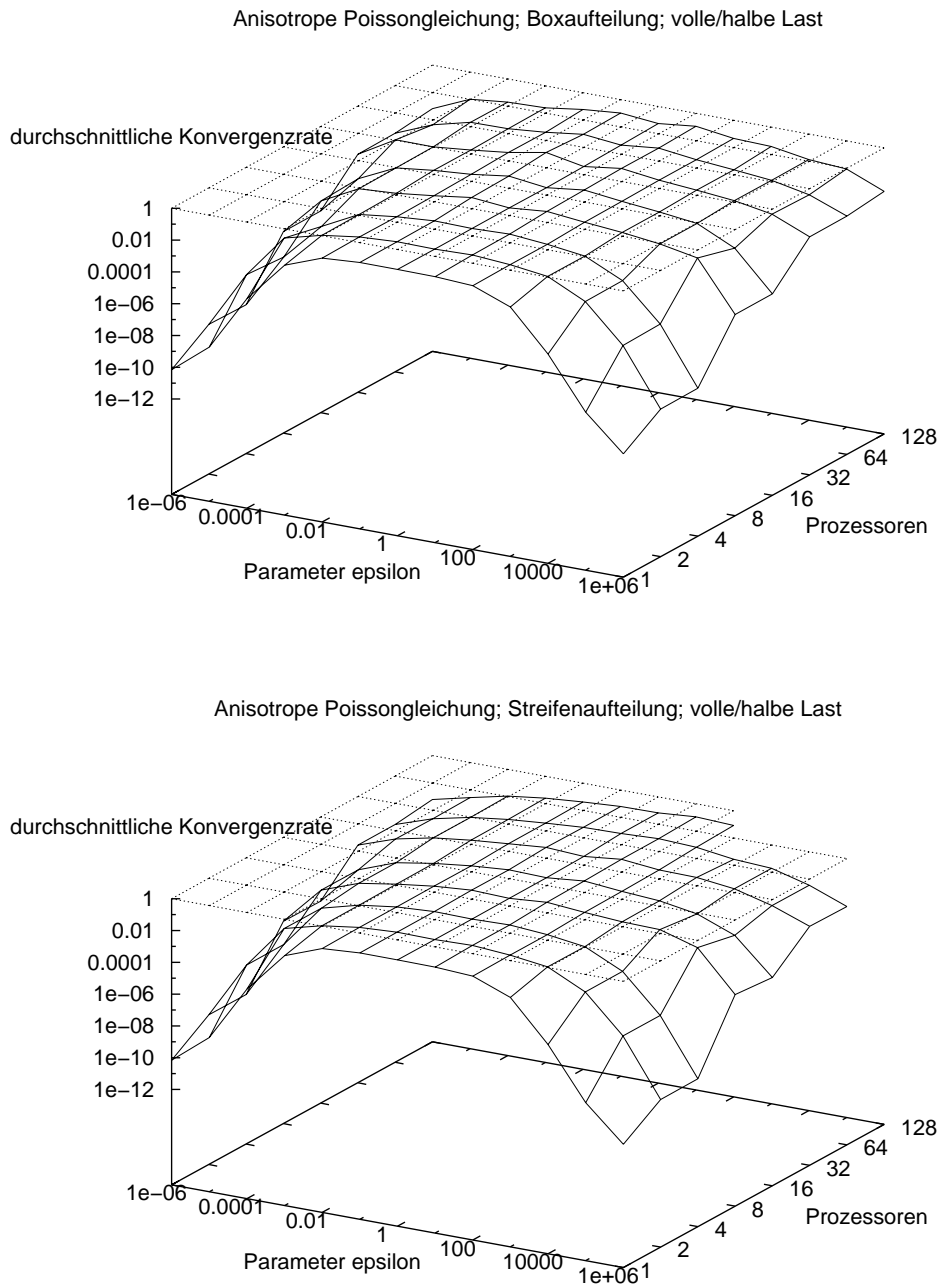 Anisotrope Poissongleichung; Boxaufteilung; volle/halbe Last
durchschnittliche Konvergenzrate
1
0.01
0.0001
1e−06
1e−08
1e−10
1e−12
1e−06
0.0001
0.01
1
100
10000
1e+06
Parameter epsilon
1
2
4
8
16
32
64
128
Prozessoren
Anisotrope Poissongleichung; Streifenaufteilung; volle/halbe Last
durchschnittliche Konvergenzrate
1
0.01
0.0001
1e−06
1e−08
1e−10
1e−12
1e−06
0.0001
0.01
1
100
10000
1e+06
Parameter epsilon
1
2
4
8
16
32
64
128
Prozessoren